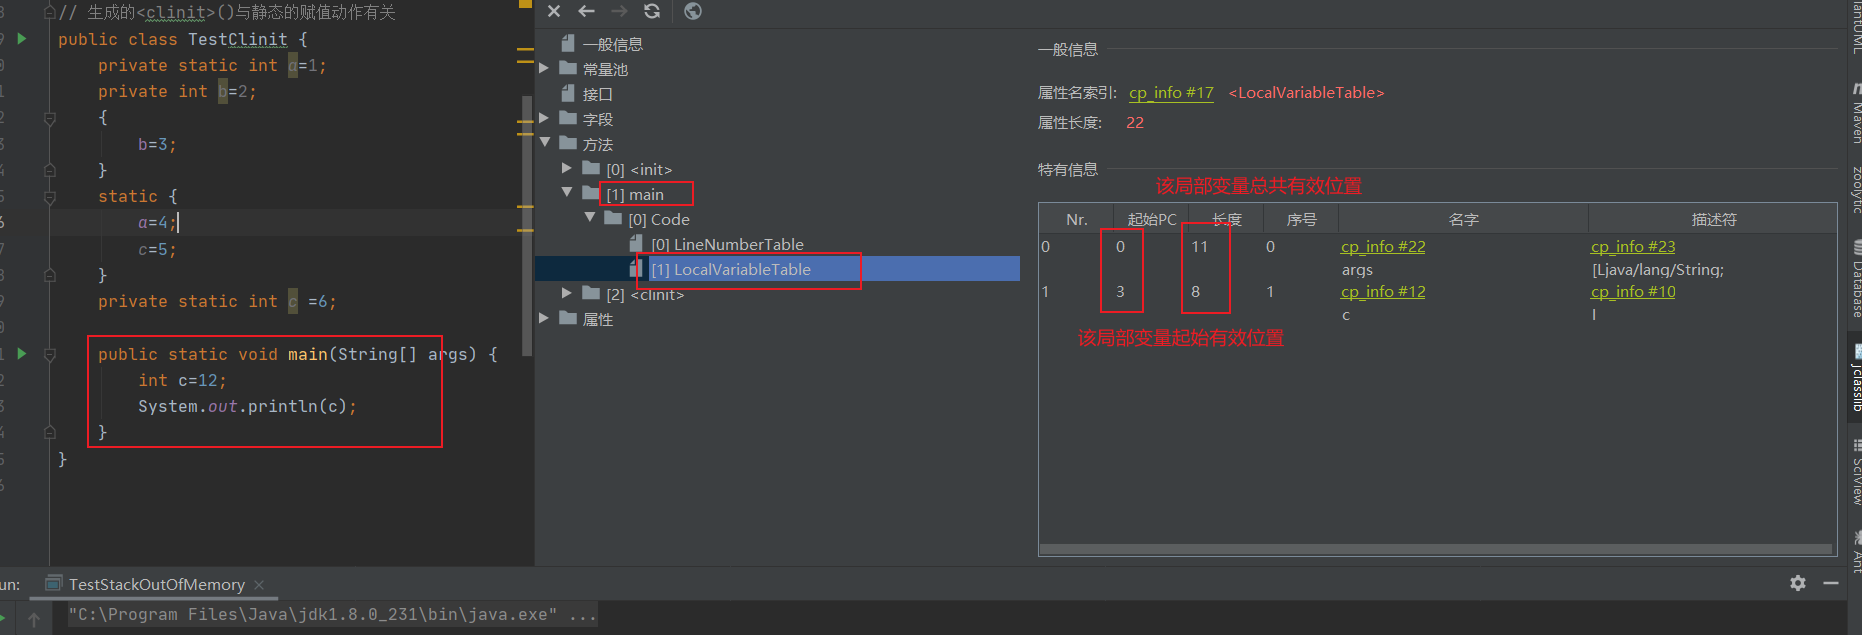 // 生成的<clinit>()与静态的赋值动作有关
public class TestClinit {
private static int a=1;
private int b=2;
{
b=3;
}
static {
a=4;
c=5;
}
private static int c =6;
public static void main(String[] args) {
int c=12;
System.out.println(c);
}
}
一般信息
常量池
接口
字段
方法
[0] <init>
[1] main
[0] Code
[0] LineNumberTable
[1] LocalVariableTable
[2] <clinit>
属性
一般信息
属性名索引: cp_info #17 <LocalVariableTable>
属性长度: 22
特有信息
该局部变量总共有效位置
Nr. 起始PC 长度 序号 名字 描述符
0 0 11 0 cp_info #22 cp_info #23
args [Ljava/lang/String;
1 3 8 1 cp_info #12 cp_info #10
c I
该局部变量起始有效位置
Maven
zoolytic
Database
jclasslib
SciView
Ant
un: TestStackOutOfMemory
"C:\Program Files\Java\jdk1.8.0_231\bin\java.exe" ...